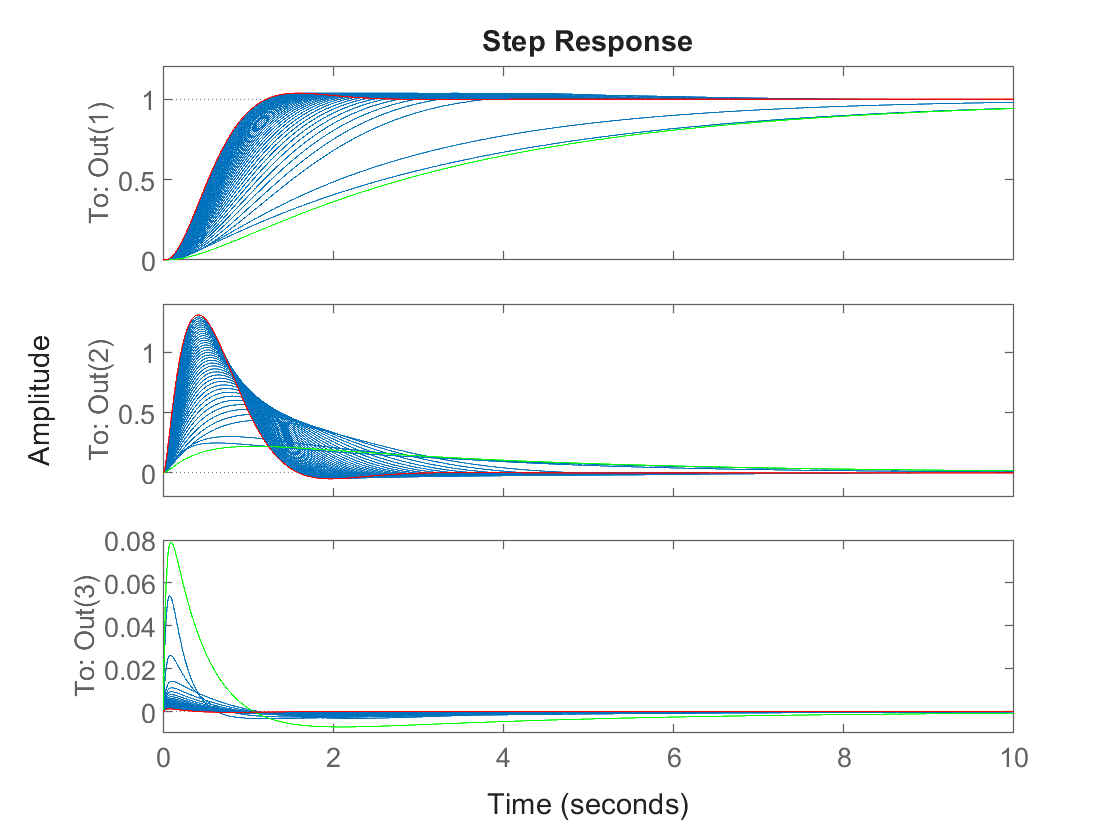 Step Response
Amplitude
To: Out(1)
1
0.5
0
To: Out(2)
1
0.5
0
To: Out(3)
0.08
0.06
0.04
0.02
0
0 2 4 6 8 10
Time (seconds)